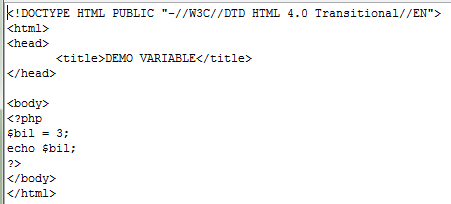 <!DOCTYPE HTML PUBLIC "-//W3C//DTD HTML 4.0 Transitional//EN">
<html>
<head>
<title>DEMO VARIABLE</title>
</head>
<body>
<?php
$bil = 3;
echo $bil;
?>
</body>
</html>